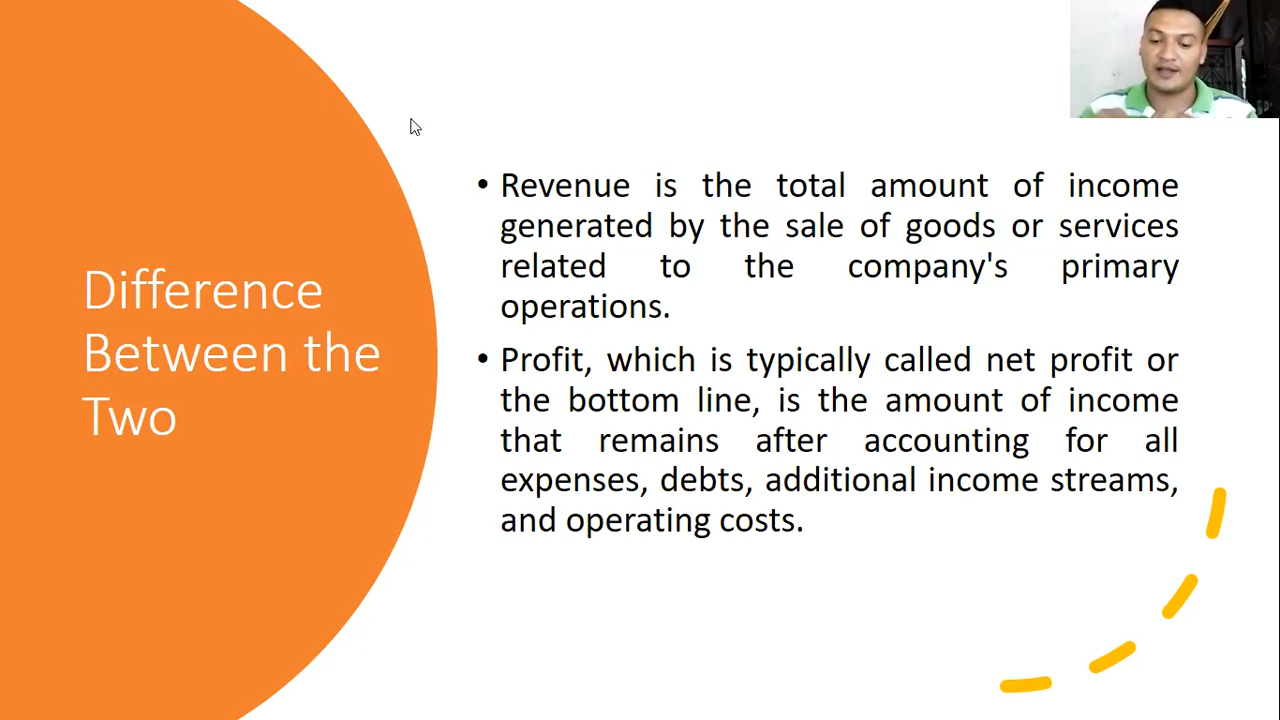 Difference
Between the
Two
• Revenue is the total amount of income
generated by the sale of goods or services
related to the company's primary
operations.
• Profit, which is typically called net profit or
the bottom line, is the amount of income
that remains after accounting for all
expenses, debts, additional income streams,
and operating costs.